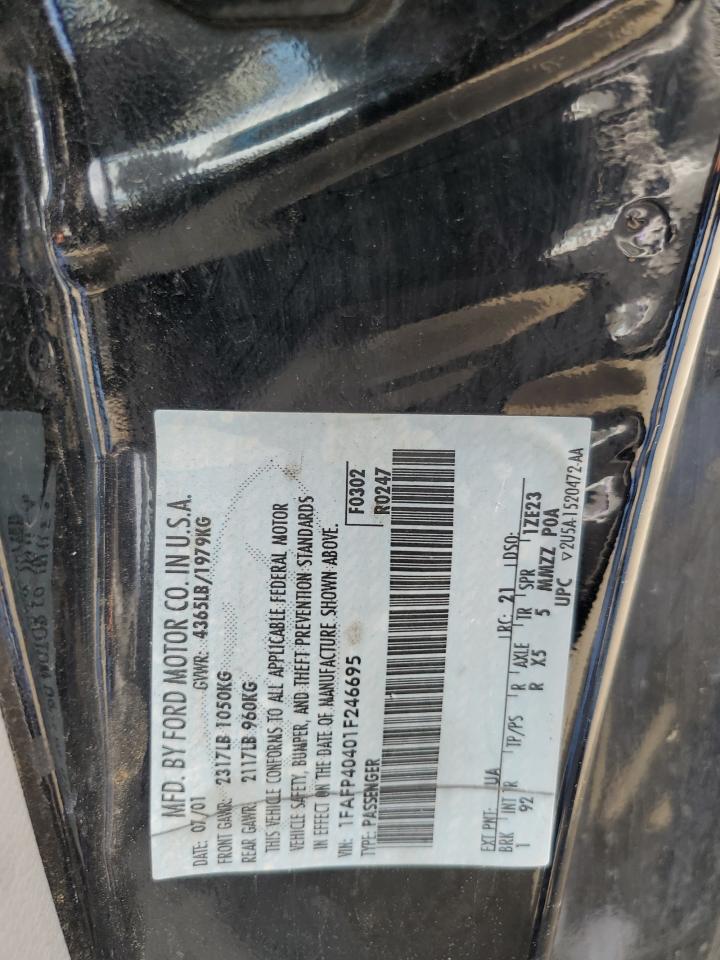 MFD. BY FORD MOTOR CO. IN U.S.A.
DATE: 07/01 GVWR: 4365LB/1979KG
FRONT GAWR: 2317LB 1050KG
REAR GAWR: 2117LB 960KG
THIS VEHICLE CONFORMS TO ALL APPLICABLE FEDERAL MOTOR
VEHICLE SAFETY, BUMPER, AND THEFT PREVENTION STANDARDS
IN EFFECT ON THE DATE OF MANUFACTURE SHOWN ABOVE.
VIN: 1FAFP40401F246695 F0302
TYPE: PASSENGER R0247
EXT PNT: UA RC: 21 DSO:
BRK INT R TP/PS R AXLE TR SPR 1ZE23
1 92 R X5 5 MMZZ P0A
UPC ▽2U5A-1520472-AA